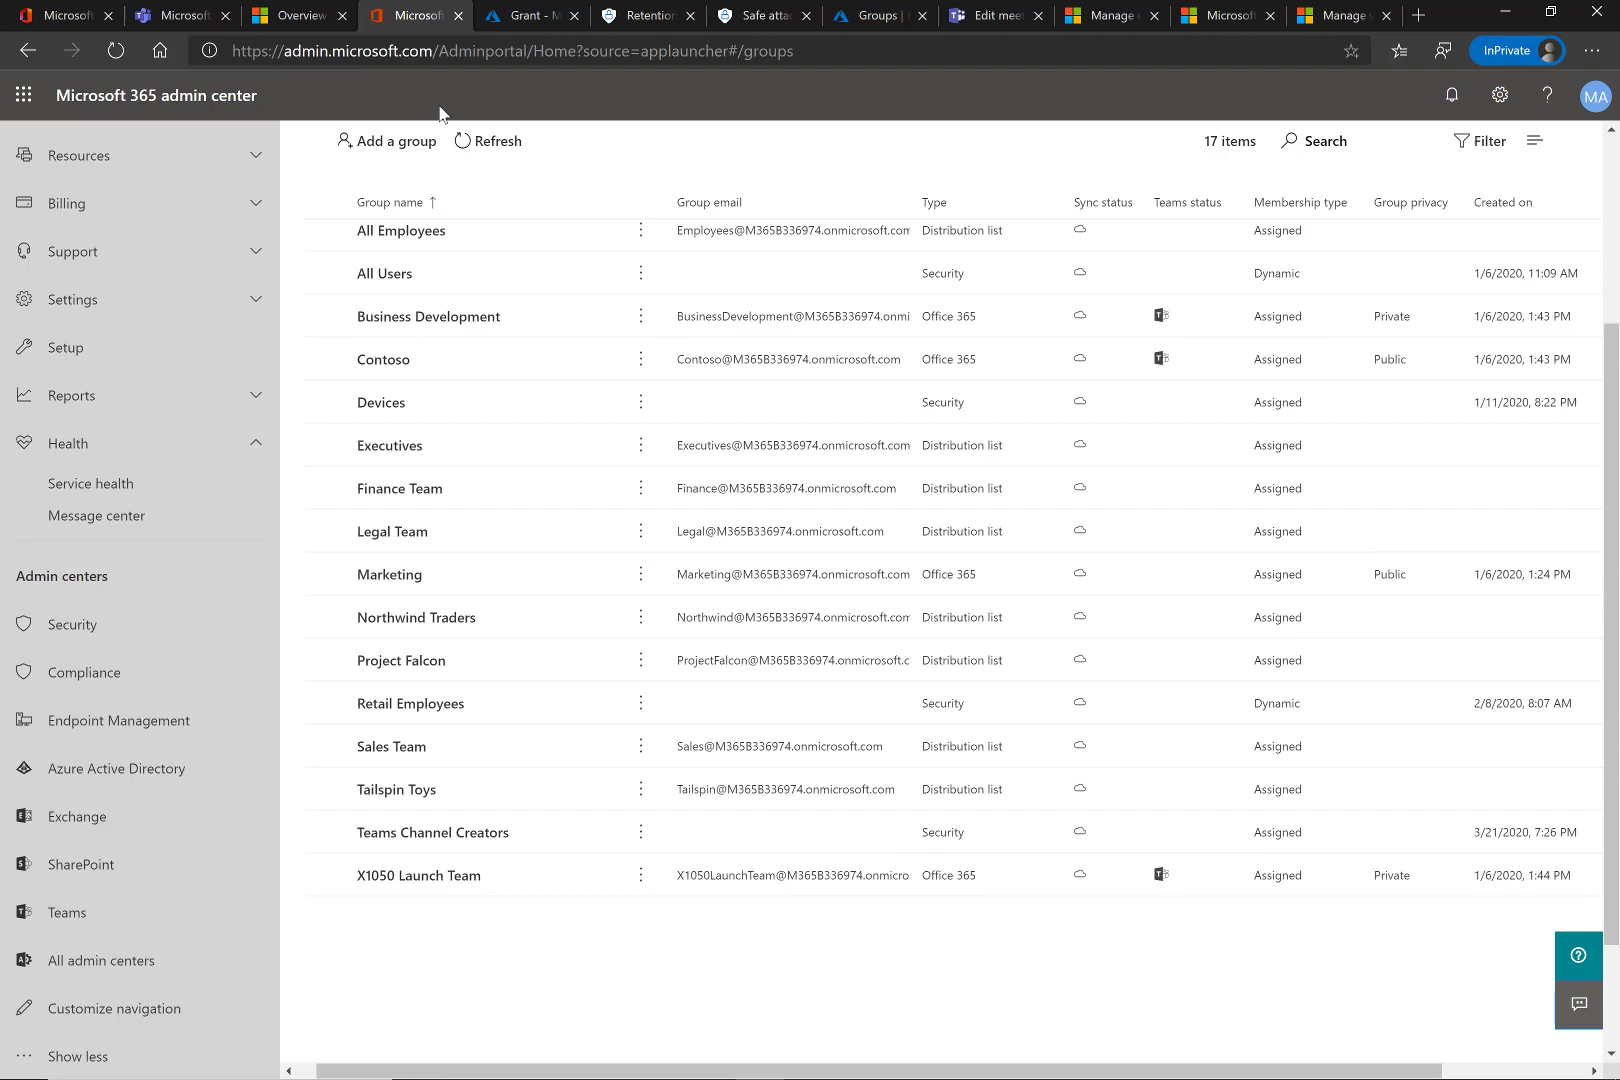 Microsoft
Microsoft
Overview
Microsoft
Grant - M
Retention
Safe atta
Groups |
Edit mee
Manage
Microsoft
Manage
https://admin.microsoft.com/Adminportal/Home?source=applauncher#/groups
InPrivate
Microsoft 365 admin center
MA
Resources
Billing
Support
Settings
Setup
Reports
Health
Service health
Message center
Admin centers
Security
Compliance
Endpoint Management
Azure Active Directory
Exchange
SharePoint
Teams
All admin centers
Customize navigation
Show less
Add a group Refresh 17 items Search Filter
Group name ↑ Group email Type Sync status Teams status Membership type Group privacy Created on
All Employees Employees@M365B336974.onmicrosoft.com Distribution list Assigned
All Users Security Dynamic 1/6/2020, 11:09 AM
Business Development BusinessDevelopment@M365B336974.onmi Office 365 Assigned Private 1/6/2020, 1:43 PM
Contoso Contoso@M365B336974.onmicrosoft.com Office 365 Assigned Public 1/6/2020, 1:43 PM
Devices Security Assigned 1/11/2020, 8:22 PM
Executives Executives@M365B336974.onmicrosoft.com Distribution list Assigned
Finance Team Finance@M365B336974.onmicrosoft.com Distribution list Assigned
Legal Team Legal@M365B336974.onmicrosoft.com Distribution list Assigned
Marketing Marketing@M365B336974.onmicrosoft.com Office 365 Assigned Public 1/6/2020, 1:24 PM
Northwind Traders Northwind@M365B336974.onmicrosoft.com Distribution list Assigned
Project Falcon ProjectFalcon@M365B336974.onmicrosoft.c Distribution list Assigned
Retail Employees Security Dynamic 2/8/2020, 8:07 AM
Sales Team Sales@M365B336974.onmicrosoft.com Distribution list Assigned
Tailspin Toys Tailspin@M365B336974.onmicrosoft.com Distribution list Assigned
Teams Channel Creators Security Assigned 3/21/2020, 7:26 PM
X1050 Launch Team X1050LaunchTeam@M365B336974.onmicro Office 365 Assigned Private 1/6/2020, 1:44 PM